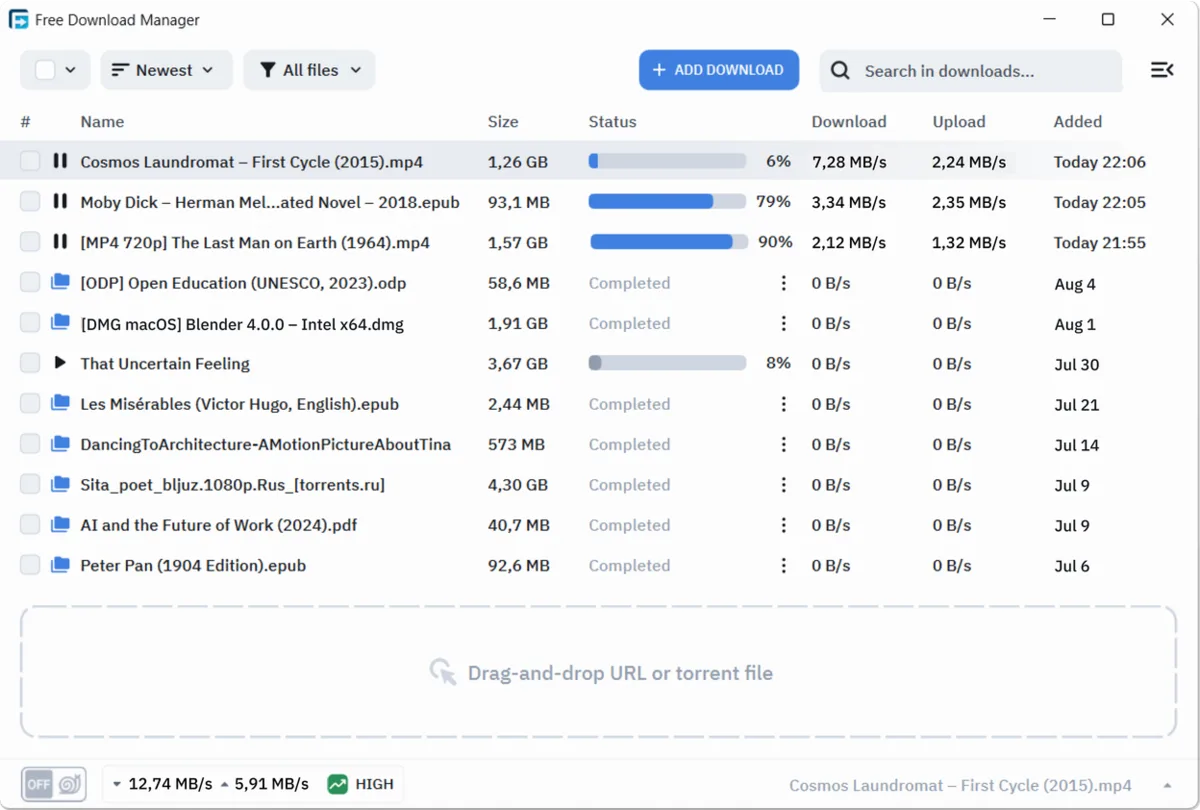 Free Download Manager
Newest All files + ADD DOWNLOAD Search in downloads...
# Name Size Status Download Upload Added
Cosmos Laundromat – First Cycle (2015).mp4 1,26 GB 6% 7,28 MB/s 2,24 MB/s Today 22:06
Moby Dick – Herman Mel...ated Novel – 2018.epub 93,1 MB 79% 3,34 MB/s 2,35 MB/s Today 22:05
[MP4 720p] The Last Man on Earth (1964).mp4 1,57 GB 90% 2,12 MB/s 1,32 MB/s Today 21:55
[ODP] Open Education (UNESCO, 2023).odp 58,6 MB Completed 0 B/s 0 B/s Aug 4
[DMG macOS] Blender 4.0.0 – Intel x64.dmg 1,91 GB Completed 0 B/s 0 B/s Aug 1
That Uncertain Feeling 3,67 GB 8% 0 B/s 0 B/s Jul 30
Les Misérables (Victor Hugo, English).epub 2,44 MB Completed 0 B/s 0 B/s Jul 21
DancingToArchitecture-AMotionPictureAboutTina 573 MB Completed 0 B/s 0 B/s Jul 14
Sita_poet_bljuz.1080p.Rus_[torrents.ru] 4,30 GB Completed 0 B/s 0 B/s Jul 9
AI and the Future of Work (2024).pdf 40,7 MB Completed 0 B/s 0 B/s Jul 9
Peter Pan (1904 Edition).epub 92,6 MB Completed 0 B/s 0 B/s Jul 6
Drag-and-drop URL or torrent file
OFF 12,74 MB/s 5,91 MB/s HIGH Cosmos Laundromat – First Cycle (2015).mp4